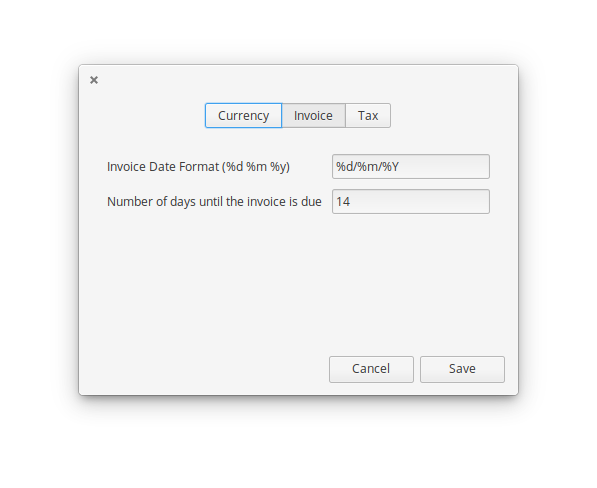 Currency Invoice Tax
Invoice Date Format (%d %m %y) %d/%m/%Y
Number of days until the invoice is due 14
Cancel Save